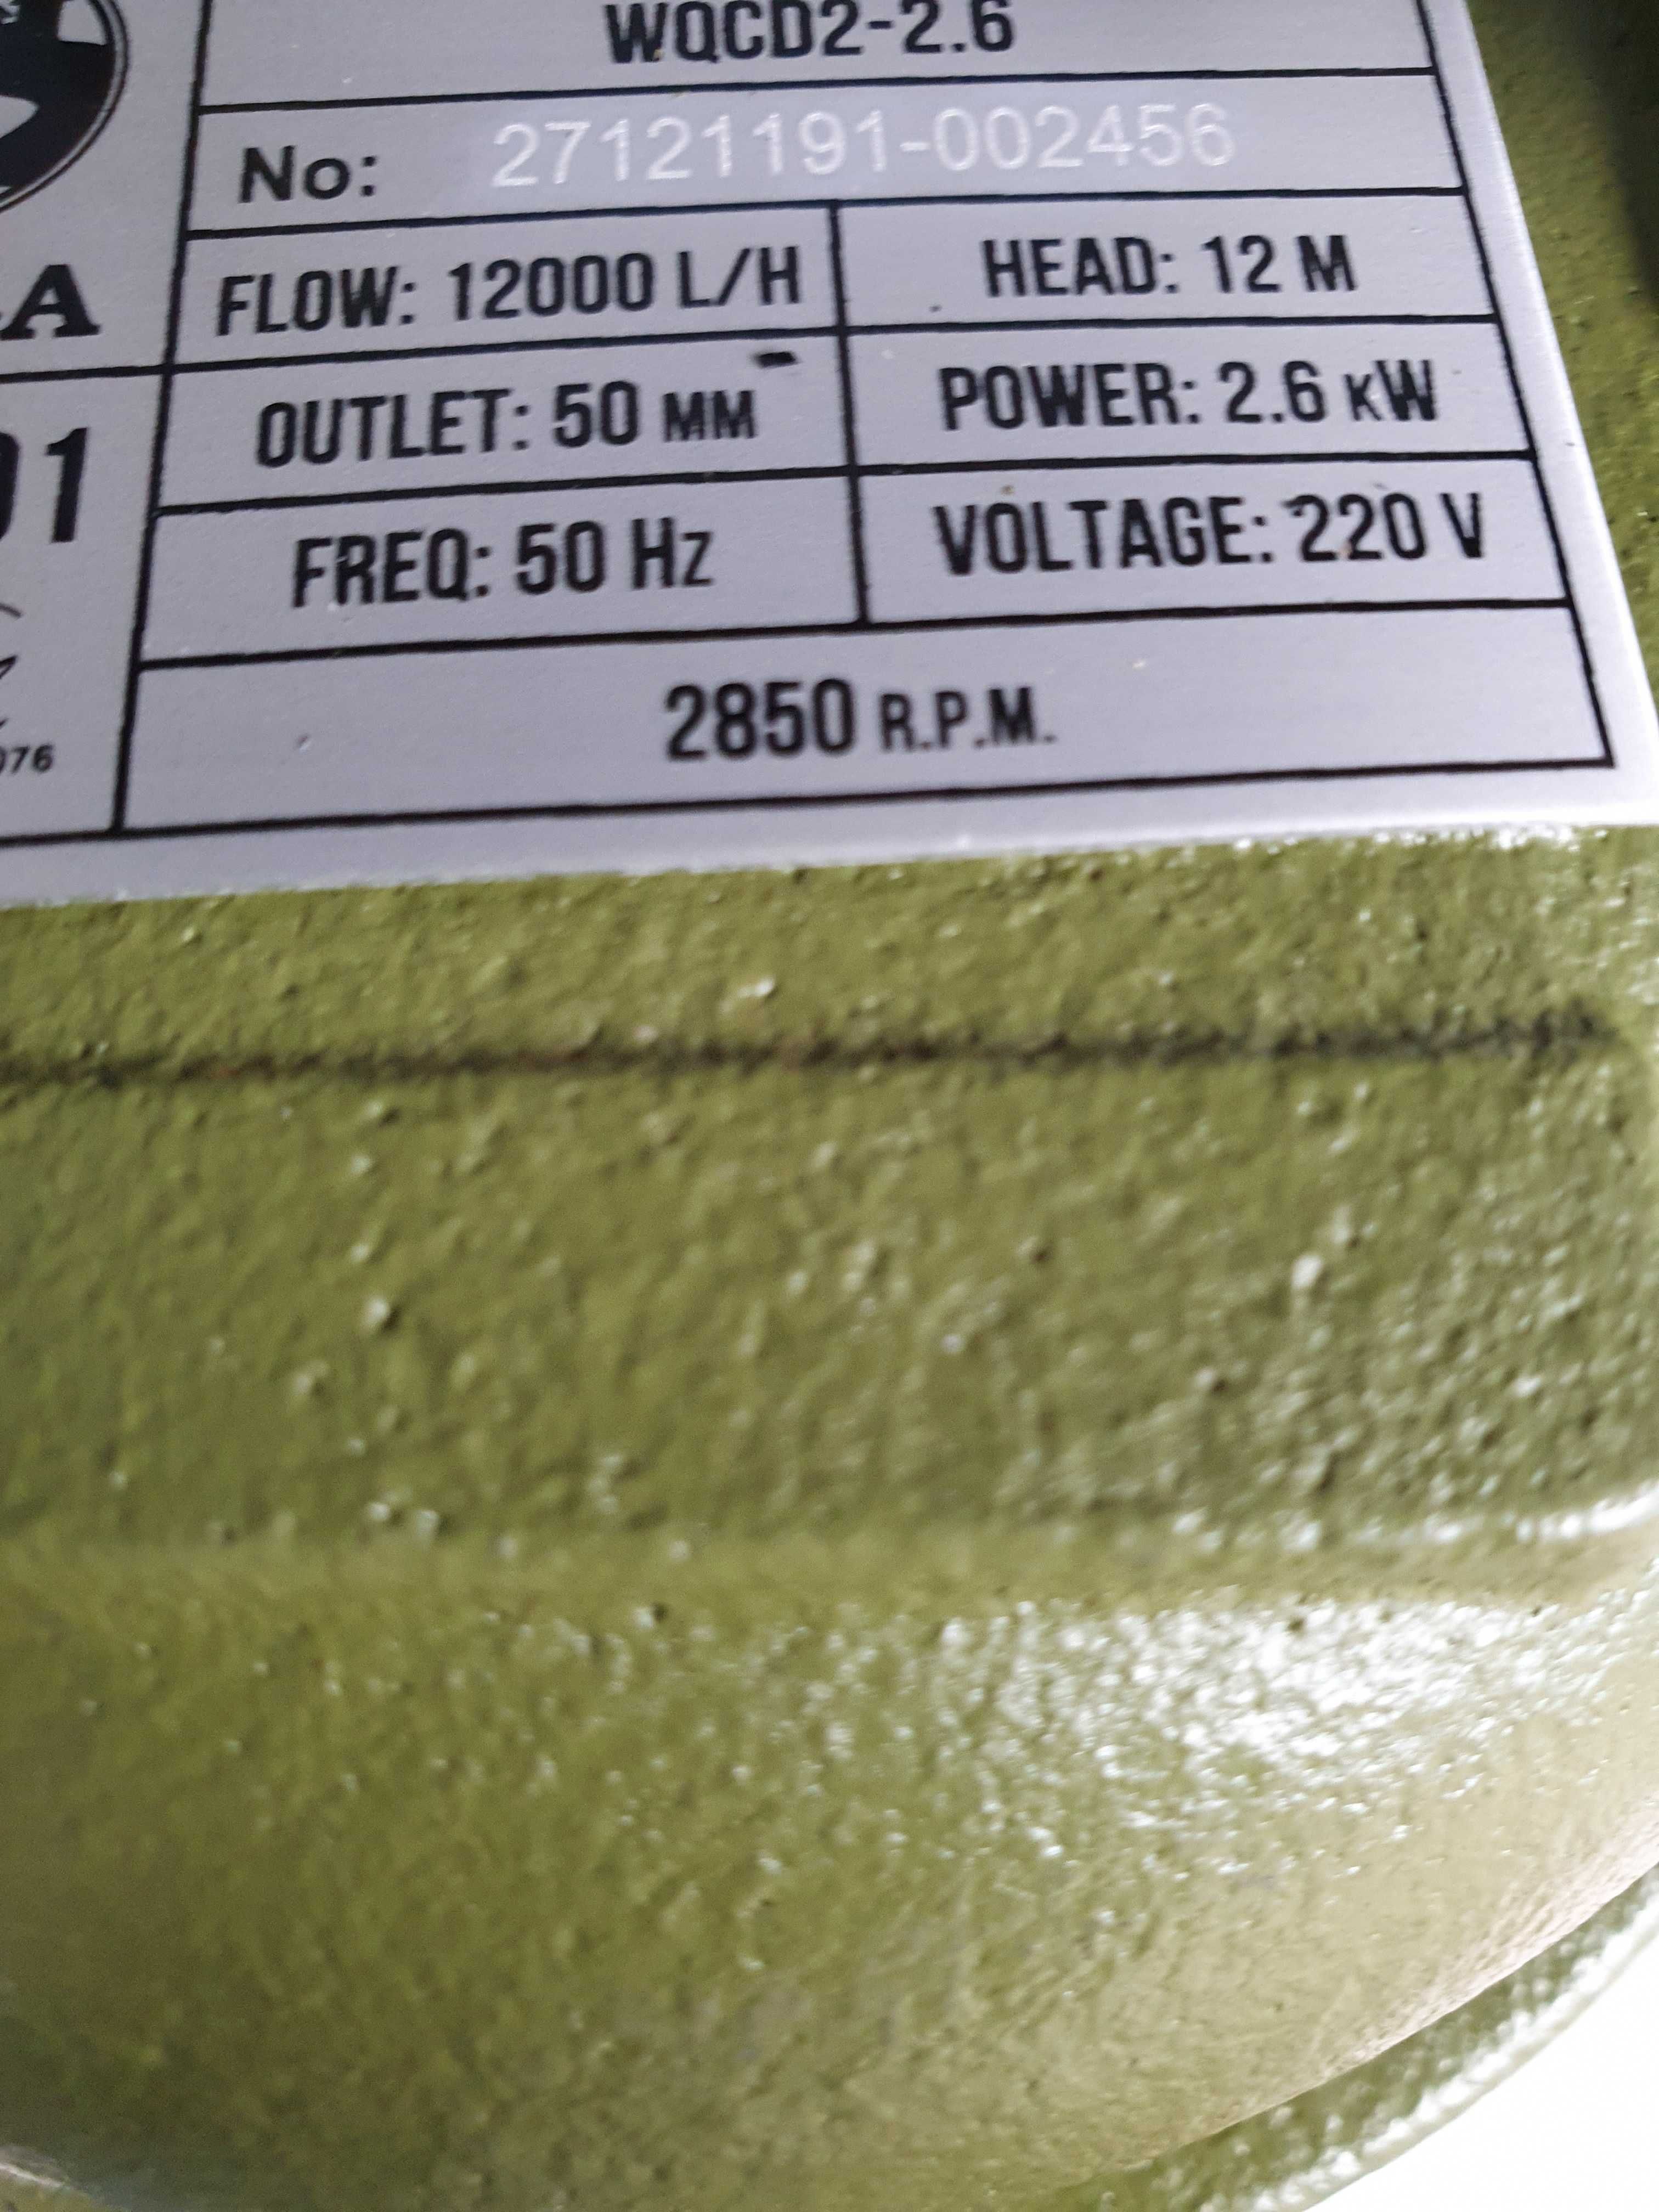 WQCD2-2.6
No: 27121191-002456
FLOW: 12000 L/H HEAD: 12 M
OUTLET: 50 MM POWER: 2.6 KW
FREQ: 50 Hz VOLTAGE: 220 V
2850 R.P.M.